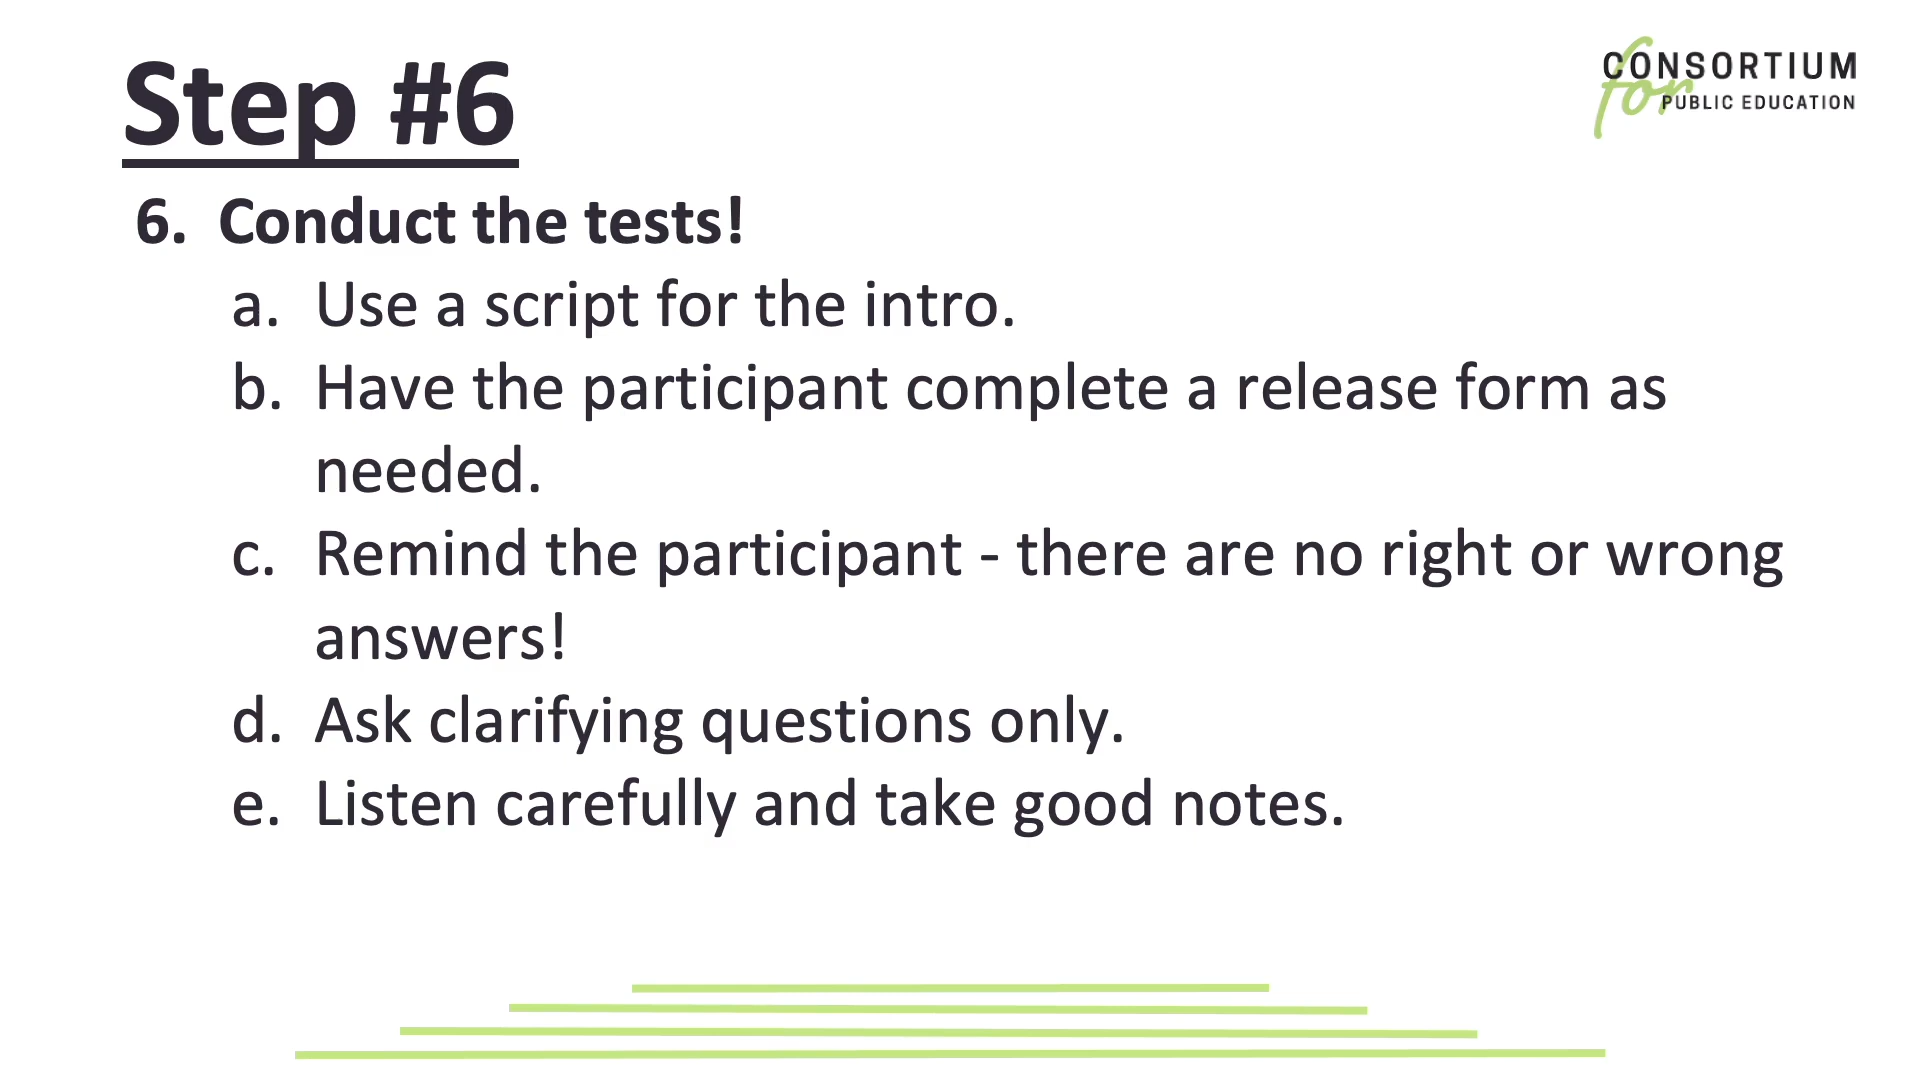 Step #6
CONSORTIUM
for PUBLIC EDUCATION
6. Conduct the tests!
a. Use a script for the intro.
b. Have the participant complete a release form as
needed.
c. Remind the participant - there are no right or wrong
answers!
d. Ask clarifying questions only.
e. Listen carefully and take good notes.